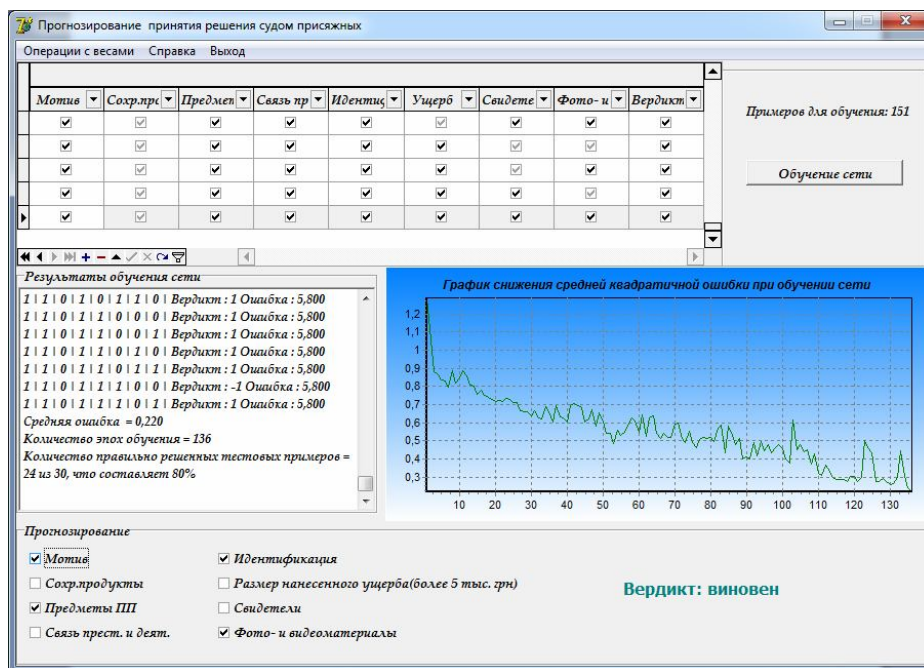 Прогнозирование принятия решения судом присяжных
Операции с весами Справка Выход
Мотив Сохр.про Предмет Связь пр Идентиц Ущерб Свидете Фото- и Вердикт
Примеров для обучения: 151
Обучение сети
Результаты обучения сети
1 | 1 | 0 | 1 | 0 | 1 | 1 | 0 | Вердикт : 1 Ошибка : 5,800
1 | 1 | 0 | 1 | 1 | 0 | 0 | 0 | Вердикт : 1 Ошибка : 5,800
1 | 1 | 0 | 1 | 1 | 0 | 0 | 1 | Вердикт : 1 Ошибка : 5,800
1 | 1 | 0 | 1 | 1 | 0 | 1 | 0 | Вердикт : 1 Ошибка : 5,800
1 | 1 | 0 | 1 | 1 | 0 | 1 | 1 | Вердикт : 1 Ошибка : 5,800
1 | 1 | 0 | 1 | 1 | 1 | 0 | 0 | Вердикт : -1 Ошибка : 5,800
1 | 1 | 0 | 1 | 1 | 1 | 0 | 1 | Вердикт : 1 Ошибка : 5,800
Средняя ошибка = 0,220
Количество эпох обучения = 136
Количество правильно решенных тестовых примеров =
24 из 30, что составляет 80%
График снижения средней квадратичной ошибки при обучении сети
1,2
1,1
1
0,9
0,8
0,7
0,6
0,5
0,4
0,3
10 20 30 40 50 60 70 80 90 100 110 120 130
Прогнозирование
Мотив
Сохр.продукты
Предметы ПП
Связь прест. и деят.
Идентификация
Размер нанесенного ущерба(более 5 тыс. грн)
Свидетели
Фото- и видеоматериалы
Вердикт: виновен